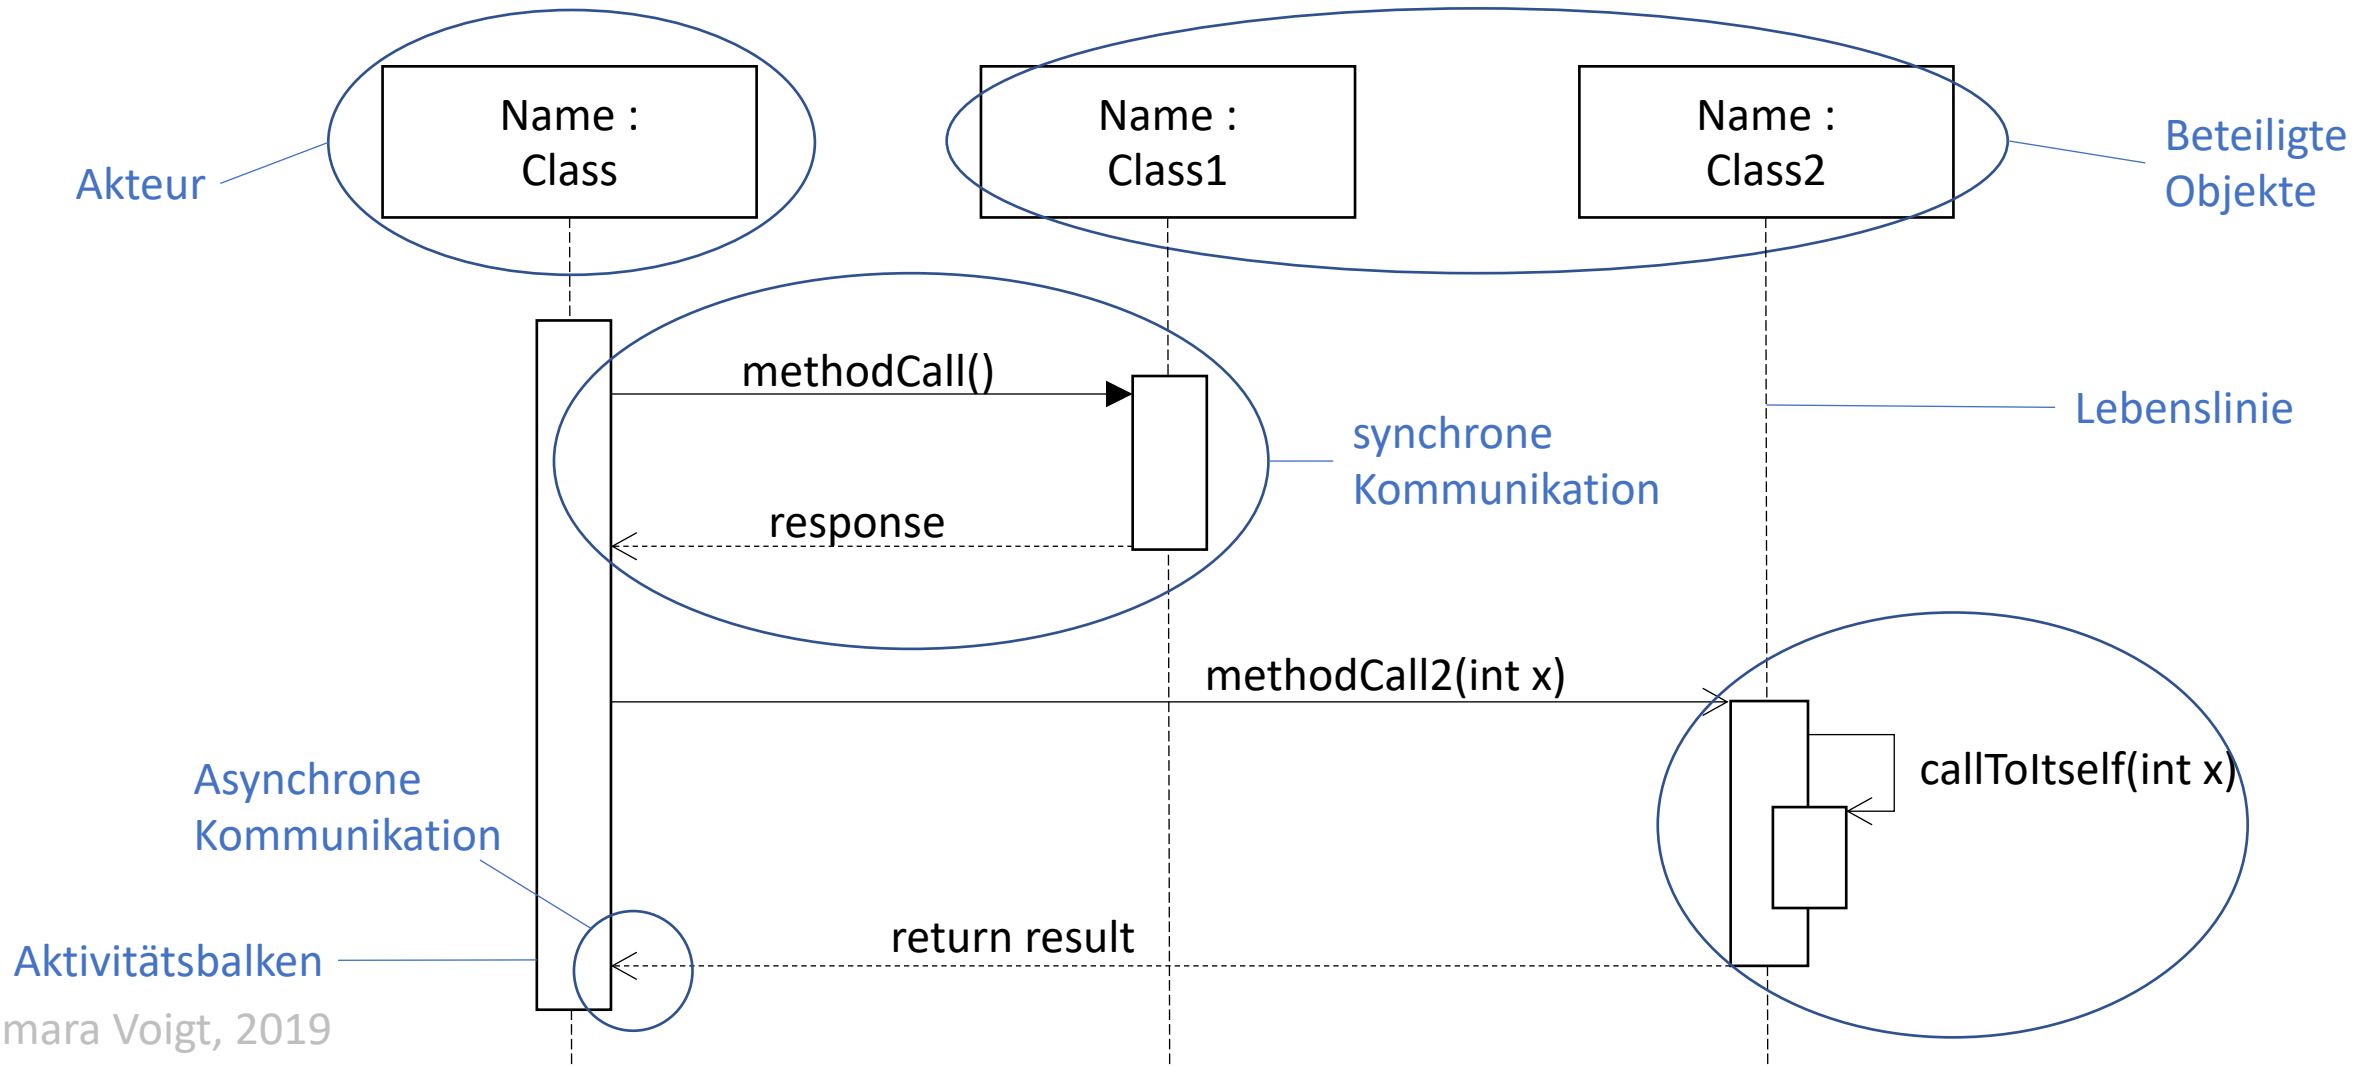 Name :
Class
Name :
Class1
Name :
Class2
Akteur
Beteiligte
Objekte
methodCall()
Lebenslinie
synchrone
Kommunikation
response
methodCall2(int x)
callToItself(int x)
Asynchrone
Kommunikation
return result
Aktivitätsbalken
mara Voigt, 2019